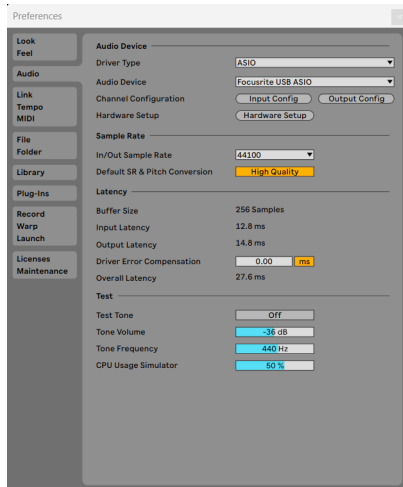 Preferences
Look
Feel
Audio
Link
Tempo
MIDI
File
Folder
Library
Plug-Ins
Record
Warp
Launch
Licenses
Maintenance
Audio Device
Driver Type ASIO
Audio Device Focusrite USB ASIO
Channel Configuration Input Config Output Config
Hardware Setup Hardware Setup
Sample Rate
In/Out Sample Rate 44100
Default SR & Pitch Conversion High Quality
Latency
Buffer Size 256 Samples
Input Latency 12.8 ms
Output Latency 14.8 ms
Driver Error Compensation 0.00 ms
Overall Latency 27.6 ms
Test
Test Tone Off
Tone Volume -36 dB
Tone Frequency 440 Hz
CPU Usage Simulator 50 %